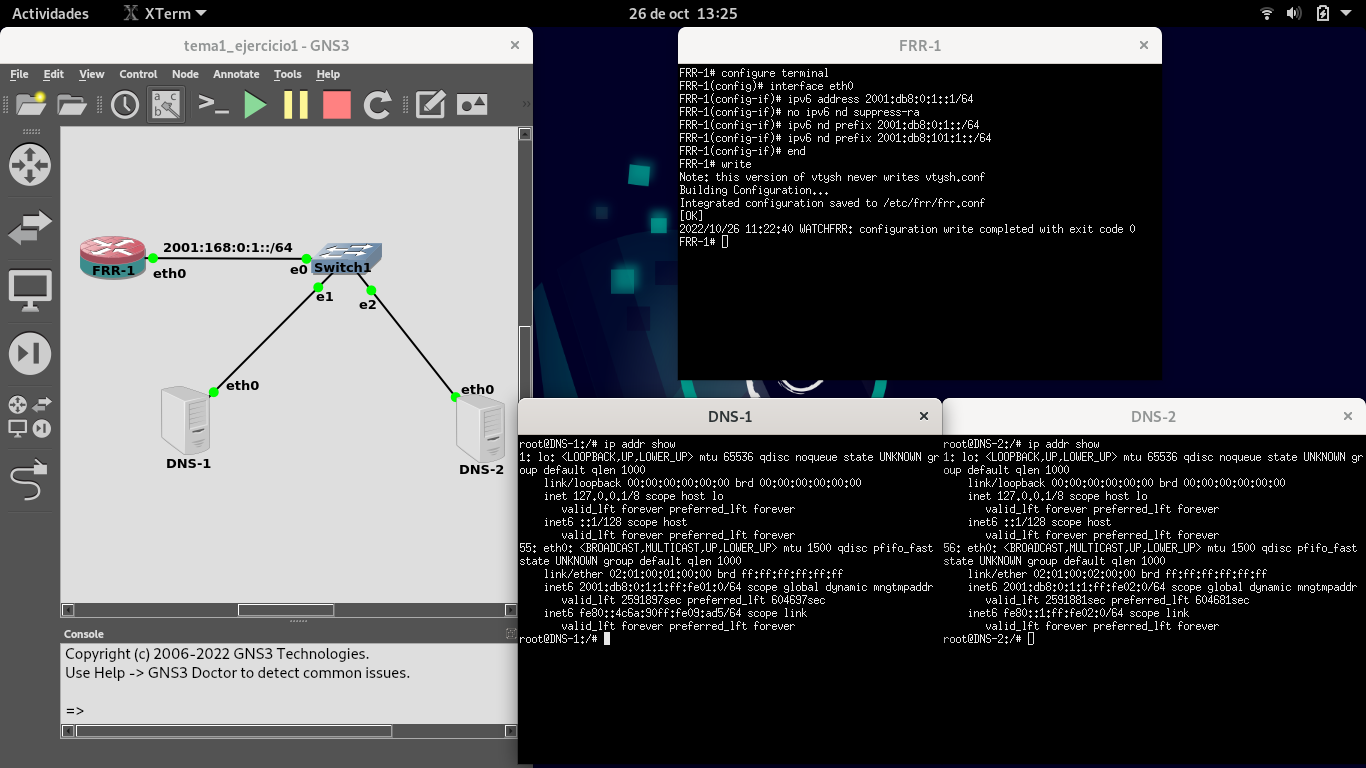 Actividades
XTerm
26 de oct 13:25
tema1_ejercicio1 - GNS3
File Edit View Control Node Annotate Tools Help
2001:168:0:1::/64
FRR-1
eth0
e0
Switch1
e1
e2
eth0
DNS-1
eth0
DNS-2
Console
Copyright (c) 2006-2022 GNS3 Technologies.
Use Help -> GNS3 Doctor to detect common issues.
=>
FRR-1
FRR-1# configure terminal
FRR-1(config)# interface eth0
FRR-1(config-if)# ipv6 address 2001:db8:0:1::1/64
FRR-1(config-if)# no ipv6 nd suppress-ra
FRR-1(config-if)# ipv6 nd prefix 2001:db8:0:1::/64
FRR-1(config-if)# ipv6 nd prefix 2001:db8:101:1::/64
FRR-1(config-if)# end
FRR-1# write
Note: this version of vtysh never writes vtysh.conf
Building Configuration...
Integrated configuration saved to /etc/frr/frr.conf
[OK]
2022/10/26 11:22:40 WATCHFRR: configuration write completed with exit code 0
FRR-1#
DNS-1
root@DNS-1:/# ip addr show
1: lo: <LOOPBACK,UP,LOWER_UP> mtu 65536 qdisc noqueue state UNKNOWN gr
oup default qlen 1000
link/loopback 00:00:00:00:00:00 brd 00:00:00:00:00:00
inet 127.0.0.1/8 scope host lo
valid_lft forever preferred_lft forever
inet6 ::1/128 scope host
valid_lft forever preferred_lft forever
55: eth0: <BROADCAST,MULTICAST,UP,LOWER_UP> mtu 1500 qdisc pfifo_fast
state UNKNOWN group default qlen 1000
link/ether 02:01:00:01:00:00 brd ff:ff:ff:ff:ff:ff
inet6 2001:db8:0:1:1:ff:fe01:0/64 scope global dynamic mngtmpaddr
valid_lft 2591897sec preferred_lft 604697sec
inet6 fe80::4c6a:90ff:fe09:ad5/64 scope link
valid_lft forever preferred_lft forever
root@DNS-1:/#
DNS-2
root@DNS-2:/# ip addr show
1: lo: <LOOPBACK,UP,LOWER_UP> mtu 65536 qdisc noqueue state UNKNOWN gr
oup default qlen 1000
link/loopback 00:00:00:00:00:00 brd 00:00:00:00:00:00
inet 127.0.0.1/8 scope host lo
valid_lft forever preferred_lft forever
inet6 ::1/128 scope host
valid_lft forever preferred_lft forever
56: eth0: <BROADCAST,MULTICAST,UP,LOWER_UP> mtu 1500 qdisc pfifo_fast
state UNKNOWN group default qlen 1000
link/ether 02:01:00:02:00:00 brd ff:ff:ff:ff:ff:ff
inet6 2001:db8:0:1:1:ff:fe02:0/64 scope global dynamic mngtmpaddr
valid_lft 2591881sec preferred_lft 604681sec
inet6 fe80::1:ff:fe02:0/64 scope link
valid_lft forever preferred_lft forever
root@DNS-2:/#